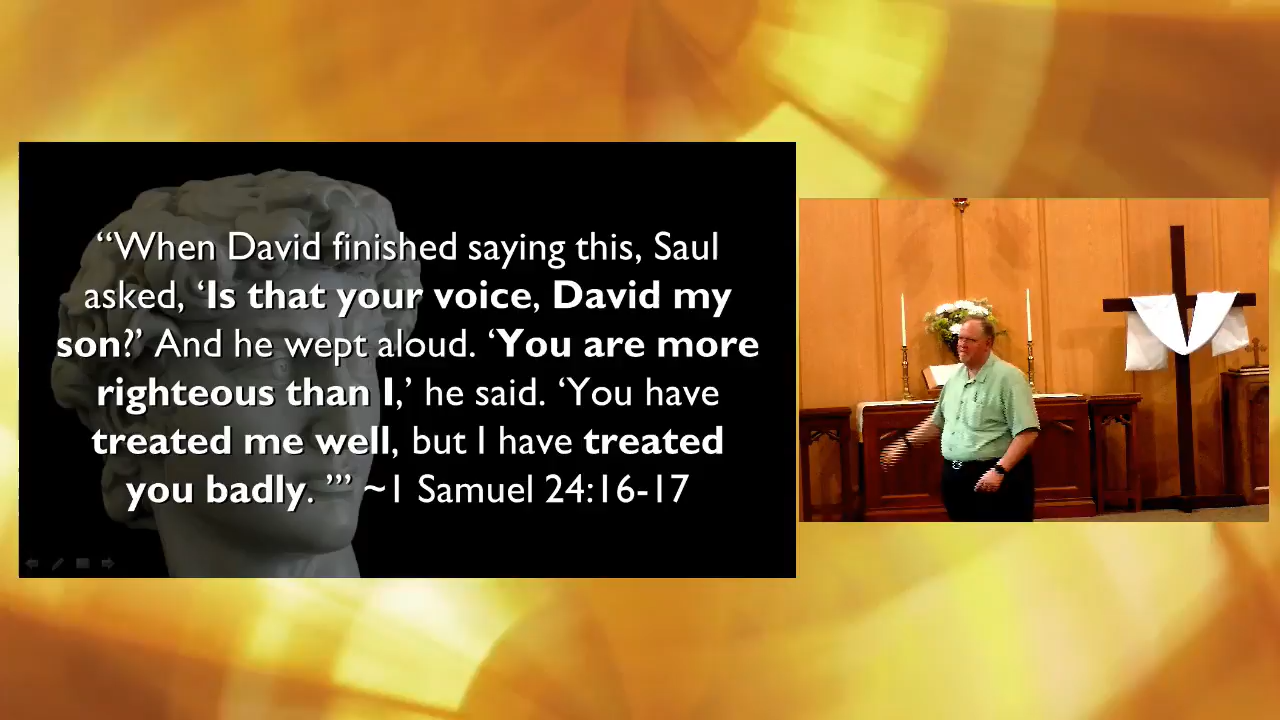 “When David finished saying this, Saul
asked, ‘Is that your voice, David my
son?’ And he wept aloud. ‘You are more
righteous than I,’ he said. ‘You have
treated me well, but I have treated
you badly. ’” ~1 Samuel 24:16-17